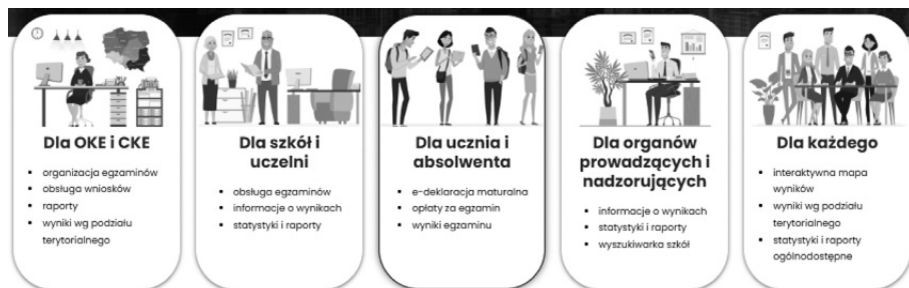 Dla OKE i CKE
▪ organizacja egzaminów
▪ obsługa wniosków
▪ raporty
▪ wyniki wg podziału
terytorialnego
Dla szkół i
uczelni
▪ obsługa egzaminów
▪ informacje o wynikach
▪ statystyki i raporty
Dla ucznia i
absolwenta
▪ e-deklaracja maturalna
▪ opłaty za egzamin
▪ wyniki egzaminu
Dla organów
prowadzących i
nadzorujących
▪ informacje o wynikach
▪ statystyki i raporty
▪ wyszukiwarka szkół
Dla każdego
▪ interaktywna mapa
wyników
▪ wyniki wg podziału
terytorialnego
▪ statystyki i raporty
ogólnodostępne